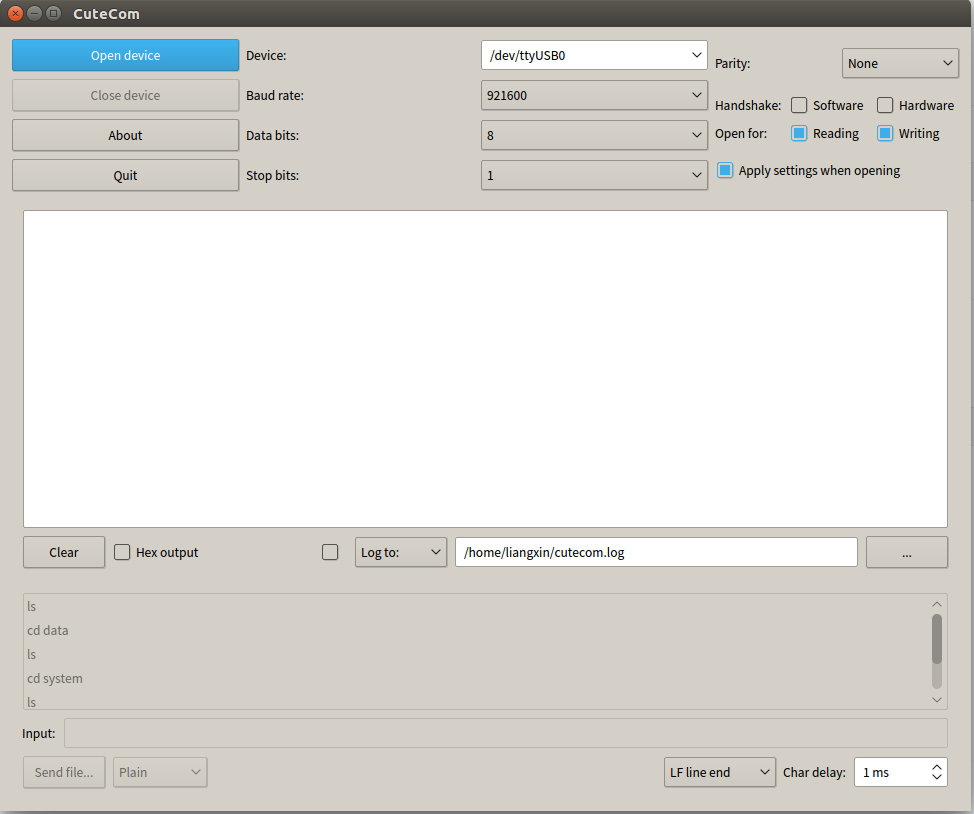 CuteCom
Open device
Device:
/dev/ttyUSB0
Parity:
None
Close device
Baud rate:
921600
Handshake:
Software
Hardware
About
Data bits:
8
Open for:
Reading
Writing
Quit
Stop bits:
1
Apply settings when opening
Clear
Hex output
Log to:
/home/liangxin/cutecom.log
...
ls
cd data
ls
cd system
ls
Input:
Send file...
Plain
LF line end
Char delay:
1 ms